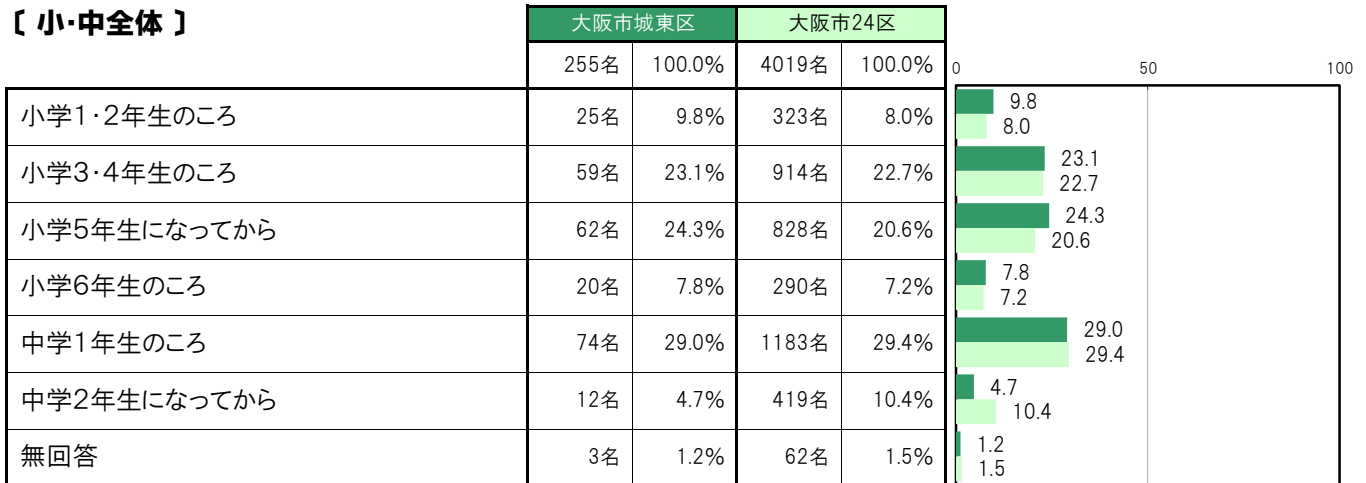 〔 小・中全体 〕
大阪市城東区 大阪市24区
255名 100.0% 4019名 100.0%
0 50 100
小学1・2年生のころ 25名 9.8% 323名 8.0% 9.8
8.0
小学3・4年生のころ 59名 23.1% 914名 22.7% 23.1
22.7
小学5年生になってから 62名 24.3% 828名 20.6% 24.3
20.6
小学6年生のころ 20名 7.8% 290名 7.2% 7.8
7.2
中学1年生のころ 74名 29.0% 1183名 29.4% 29.0
29.4
中学2年生になってから 12名 4.7% 419名 10.4% 4.7
10.4
無回答 3名 1.2% 62名 1.5% 1.2
1.5